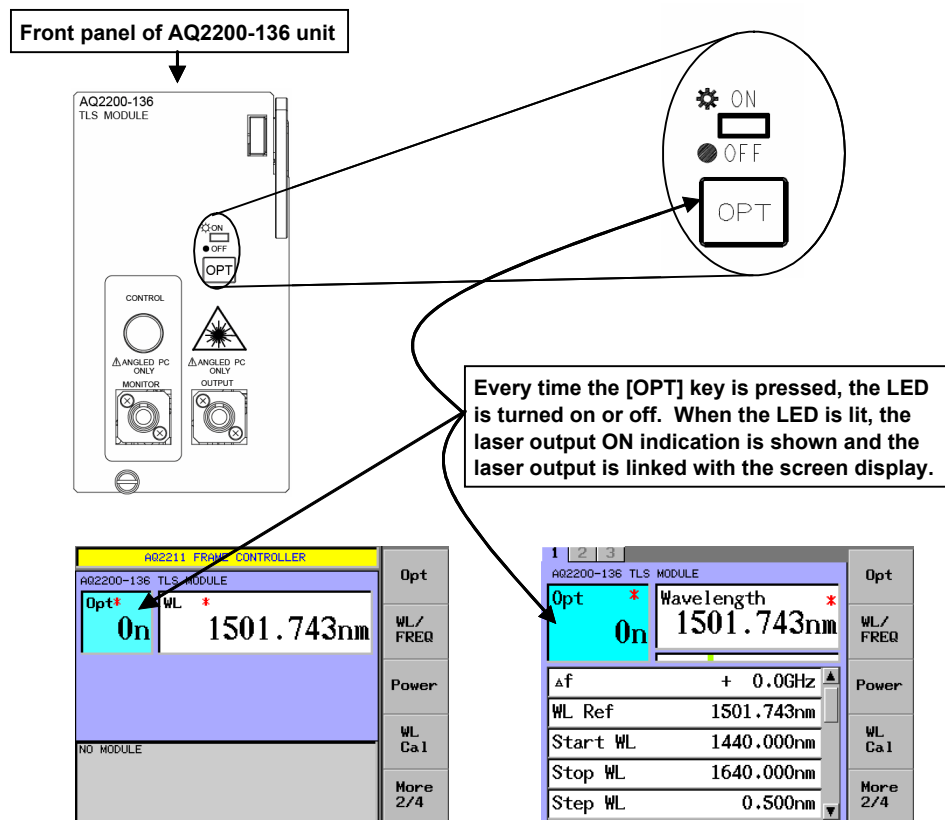 Front panel of AQ2200-136 unit
AQ2200-136
TLS MODULE
ON
OFF
OPT
CONTROL
ANGLED PC
ONLY
MONITOR
ANGLED PC
ONLY
OUTPUT
ON
OFF
OPT
Every time the [OPT] key is pressed, the LED
is turned on or off. When the LED is lit, the
laser output ON indication is shown and the
laser output is linked with the screen display.
AQ2211 FRAME CONTROLLER
AQ2200-136 TLS MODULE
Opt* WL *
On 1501.743nm
NO MODULE
Opt
WL/
FREQ
Power
WL
Cal
More
2/4
1 2 3
AQ2200-136 TLS MODULE
Opt * Wavelength *
On 1501.743nm
Δf + 0.0GHz
WL Ref 1501.743nm
Start WL 1440.000nm
Stop WL 1640.000nm
Step WL 0.500nm
Opt
WL/
FREQ
Power
WL
Cal
More
2/4